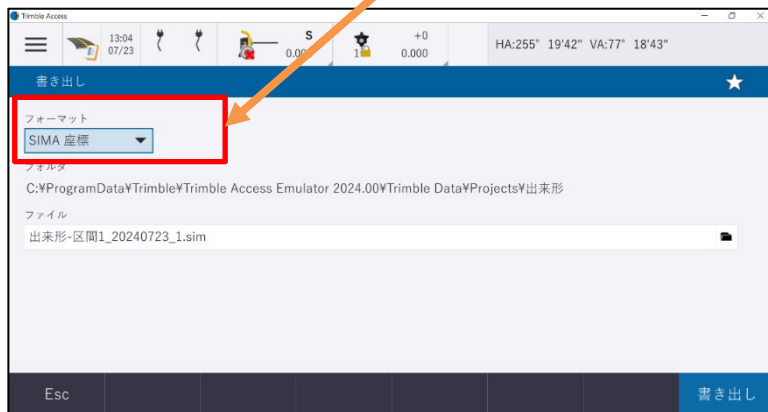 Trimble Access
13:04
07/23
S
0.00
1
+0
0.000
HA:255° 19'42" VA:77° 18'43"
書き出し
フォーマット
SIMA 座標
フォルダ
C:¥ProgramData¥Trimble¥Trimble Access Emulator 2024.00¥Trimble Data¥Projects¥出来形
ファイル
出来形-区間1_20240723_1.sim
Esc
書き出し